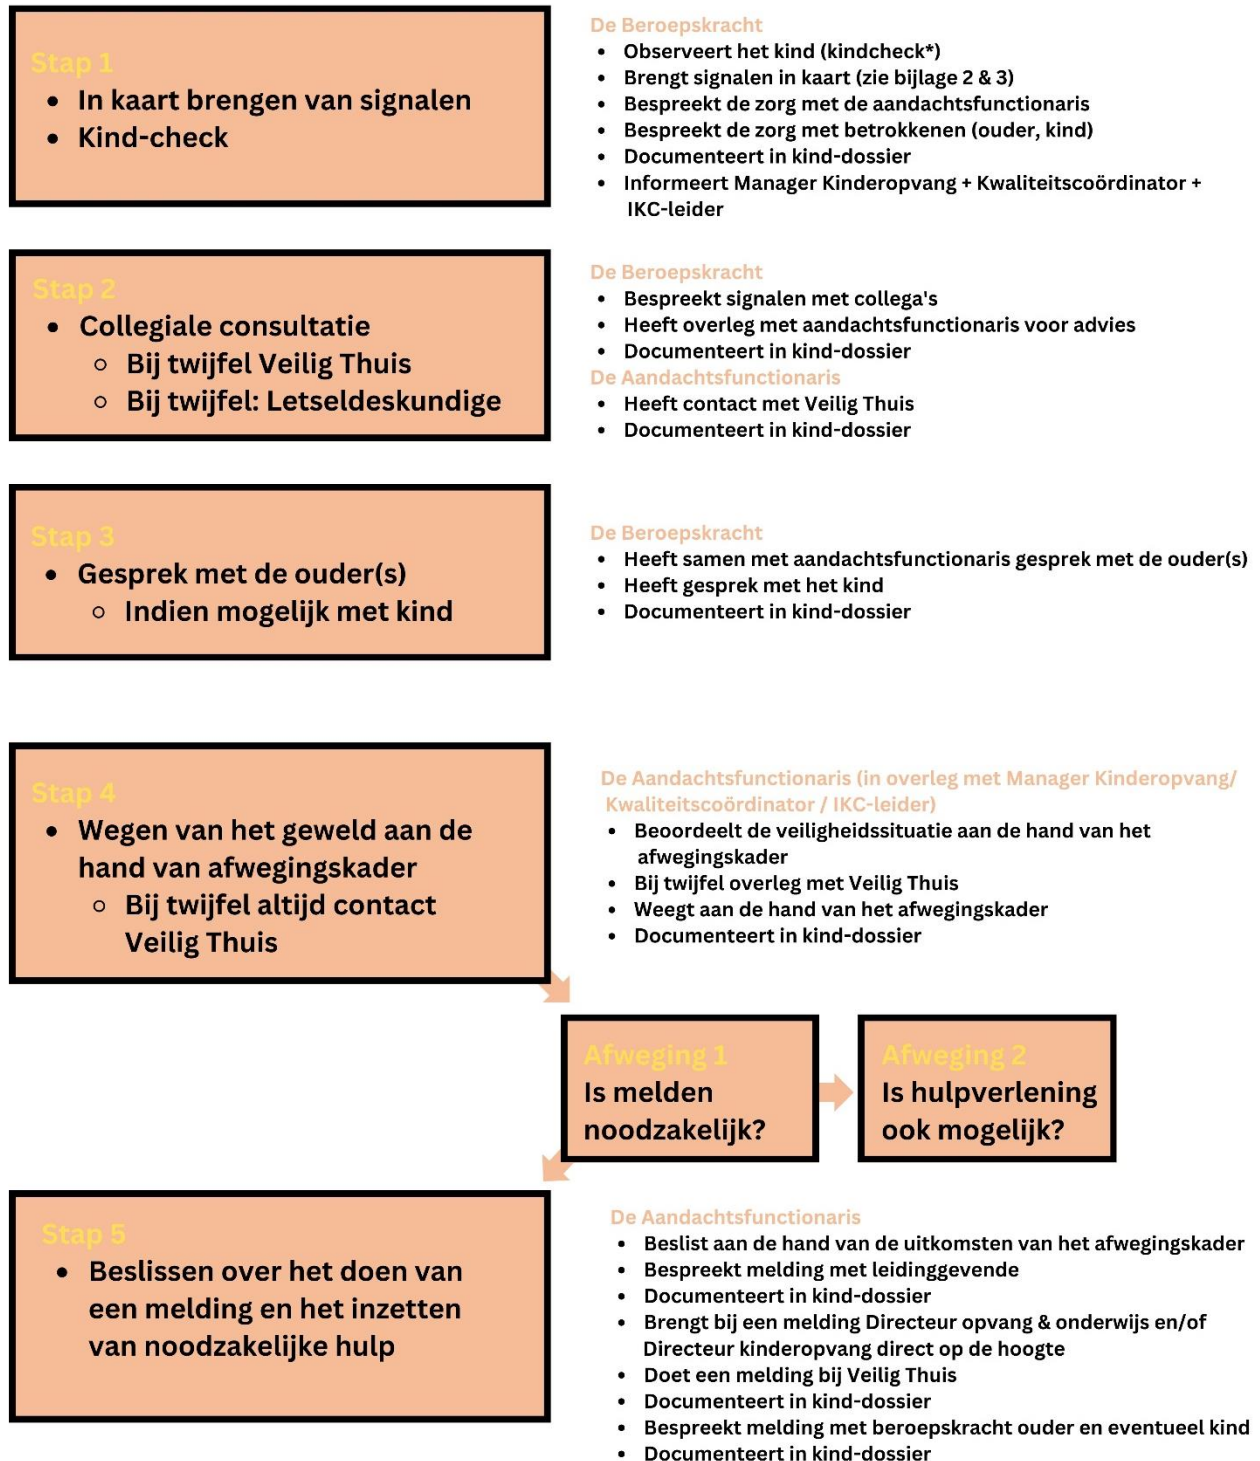 Stap 1
• In kaart brengen van signalen
• Kind-check
De Beroepskracht
• Observeert het kind (kindcheck*)
• Brengt signalen in kaart (zie bijlage 2 & 3)
• Bespreekt de zorg met de aandachtsfunctionaris
• Bespreekt de zorg met betrokkenen (ouder, kind)
• Documenteert in kind-dossier
• Informeert Manager Kinderopvang + Kwaliteitscoördinator +
IKC-leider
Stap 2
• Collegiale consultatie
○ Bij twijfel Veilig Thuis
○ Bij twijfel: Letseldeskundige
De Beroepskracht
• Bespreekt signalen met collega's
• Heeft overleg met aandachtsfunctionaris voor advies
• Documenteert in kind-dossier
De Aandachtsfunctionaris
• Heeft contact met Veilig Thuis
• Documenteert in kind-dossier
Stap 3
• Gesprek met de ouder(s)
○ Indien mogelijk met kind
De Beroepskracht
• Heeft samen met aandachtsfunctionaris gesprek met de ouder(s)
• Heeft gesprek met het kind
• Documenteert in kind-dossier
Stap 4
• Wegen van het geweld aan de
hand van afwegingskader
○ Bij twijfel altijd contact
Veilig Thuis
De Aandachtsfunctionaris (in overleg met Manager Kinderopvang/
Kwaliteitscoördinator / IKC-leider)
• Beoordeelt de veiligheidssituatie aan de hand van het
afwegingskader
• Bij twijfel overleg met Veilig Thuis
• Weegt aan de hand van het afwegingskader
• Documenteert in kind-dossier
Afweging 1
Is melden
noodzakelijk?
Afweging 2
Is hulpverlening
ook mogelijk?
Stap 5
• Beslissen over het doen van
een melding en het inzetten
van noodzakelijke hulp
De Aandachtsfunctionaris
• Beslist aan de hand van de uitkomsten van het afwegingskader
• Bespreekt melding met leidinggevende
• Documenteert in kind-dossier
• Brengt bij een melding Directeur opvang & onderwijs en/of
Directeur kinderopvang direct op de hoogte
• Doet een melding bij Veilig Thuis
• Documenteert in kind-dossier
• Bespreekt melding met beroepskracht ouder en eventueel kind
• Documenteert in kind-dossier